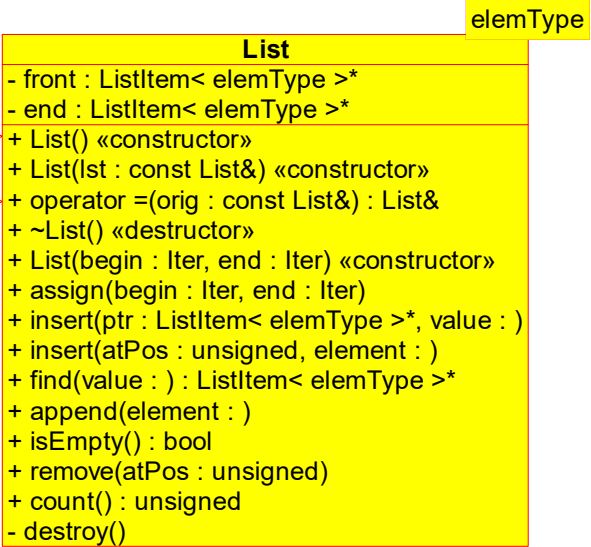 elemType
List
- front : ListItem< elemType >*
- end : ListItem< elemType >*
+ List() «constructor»
+ List(lst : const List&) «constructor»
+ operator =(orig : const List&) : List&
+ ~List() «destructor»
+ List(begin : Iter, end : Iter) «constructor»
+ assign(begin : Iter, end : Iter)
+ insert(ptr : ListItem< elemType >*, value : )
+ insert(atPos : unsigned, element : )
+ find(value : ) : ListItem< elemType >*
+ append(element : )
+ isEmpty() : bool
+ remove(atPos : unsigned)
+ count() : unsigned
- destroy()